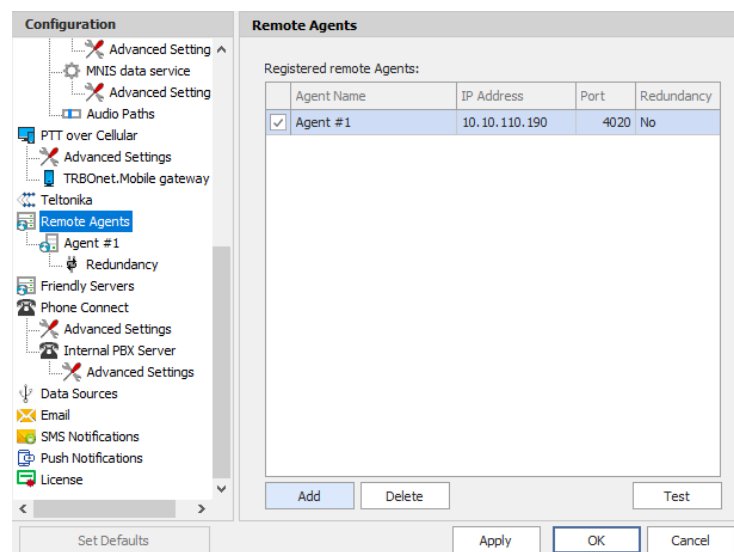 Configuration
Advanced Setting
MNIS data service
Advanced Setting
Audio Paths
PTT over Cellular
Advanced Settings
TRBOnet.Mobile gateway
Teltonika
Remote Agents
Agent #1
Redundancy
Friendly Servers
Phone Connect
Advanced Settings
Internal PBX Server
Advanced Settings
Data Sources
Email
SMS Notifications
Push Notifications
License
Set Defaults
Remote Agents
Registered remote Agents:
Agent Name IP Address Port Redundancy
Agent #1 10.10.110.190 4020 No
Add Delete Test
Apply OK Cancel